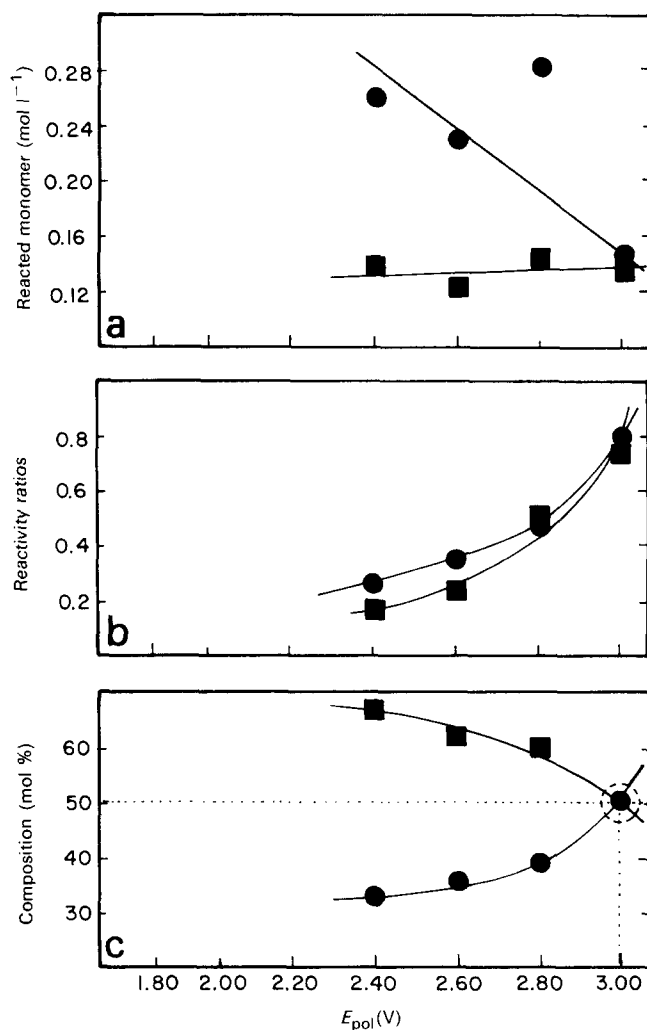 Reacted monomer (mol l⁻¹)
0.28
0.24
0.20
0.16
0.12
a
Reactivity ratios
0.8
0.6
0.4
0.2
b
Composition (mol %)
60
50
40
30
c
1.80 2.00 2.20 2.40 2.60 2.80 3.00
E pol (V)